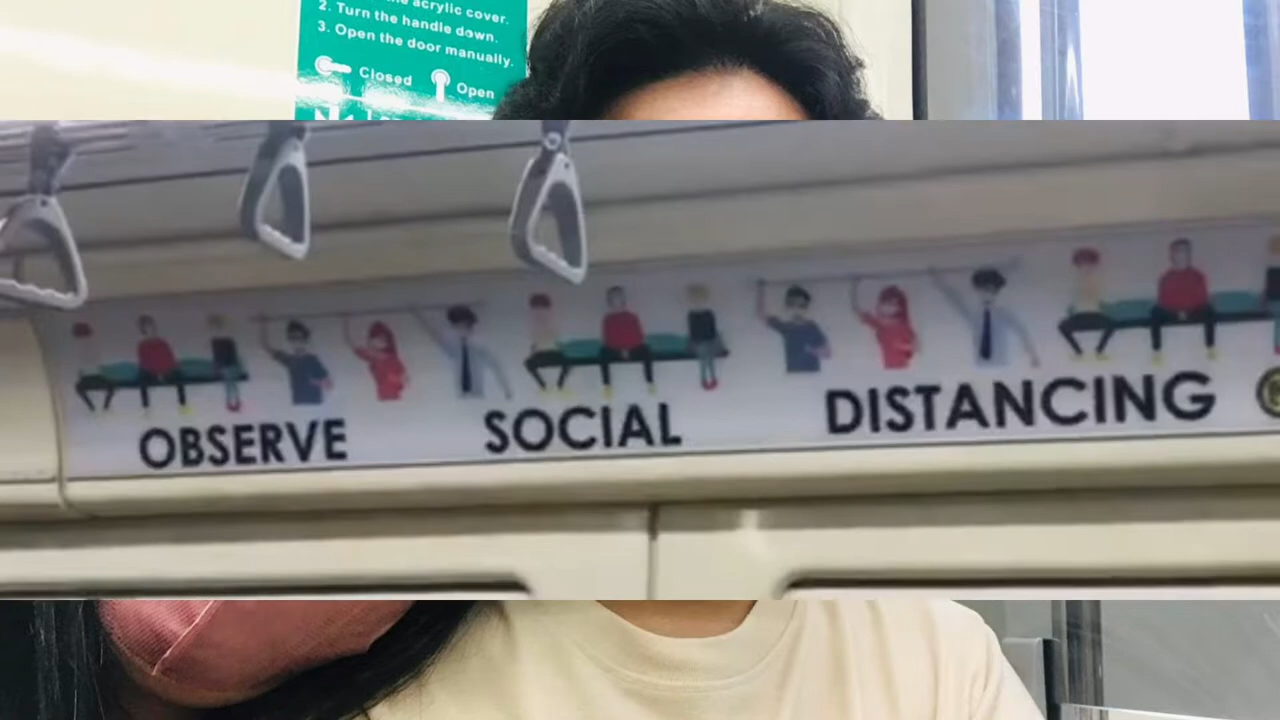 acrylic cover.
2. Turn the handle down.
3. Open the door manually.
Closed Open
OBSERVE SOCIAL DISTANCING